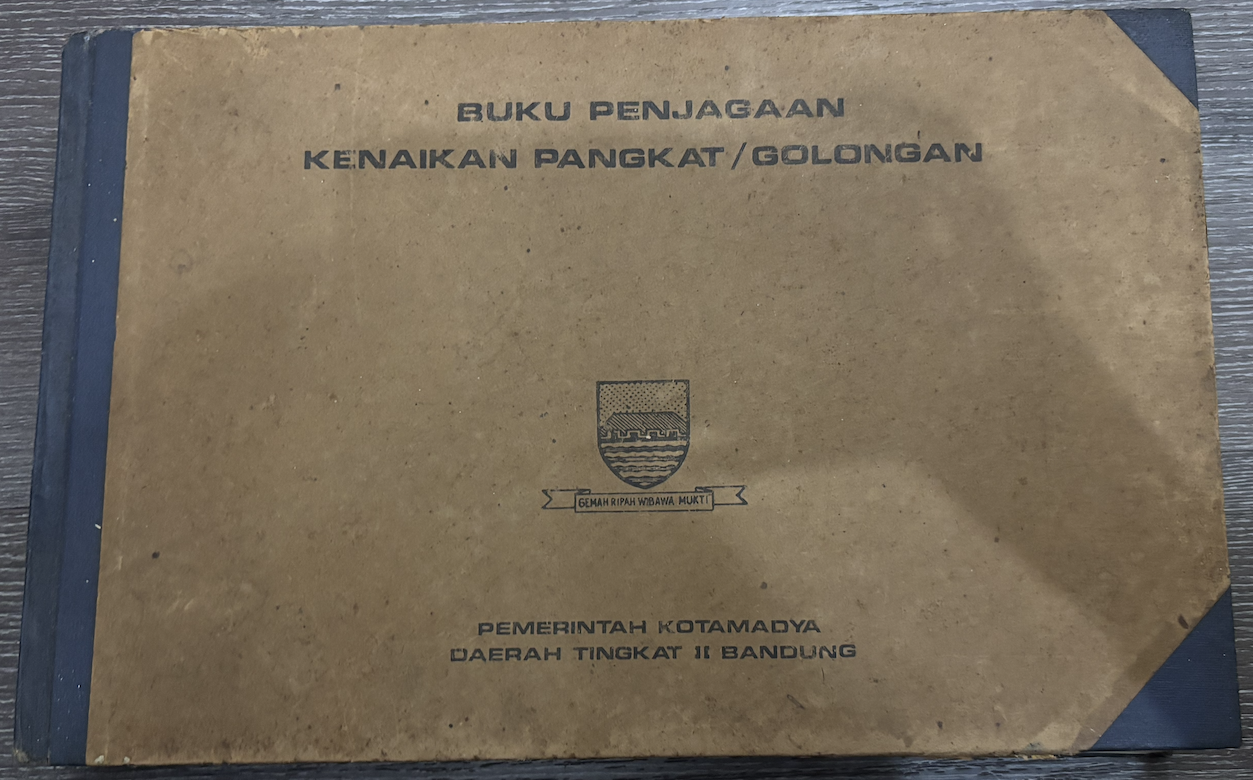 BUKU PENJAGAAN
KENAIKAN PANGKAT/GOLONGAN
GEMAH RIPAH WIBAWA MUKTI
PEMERINTAH KOTAMADYA
DAERAH TINGKAT II BANDUNG